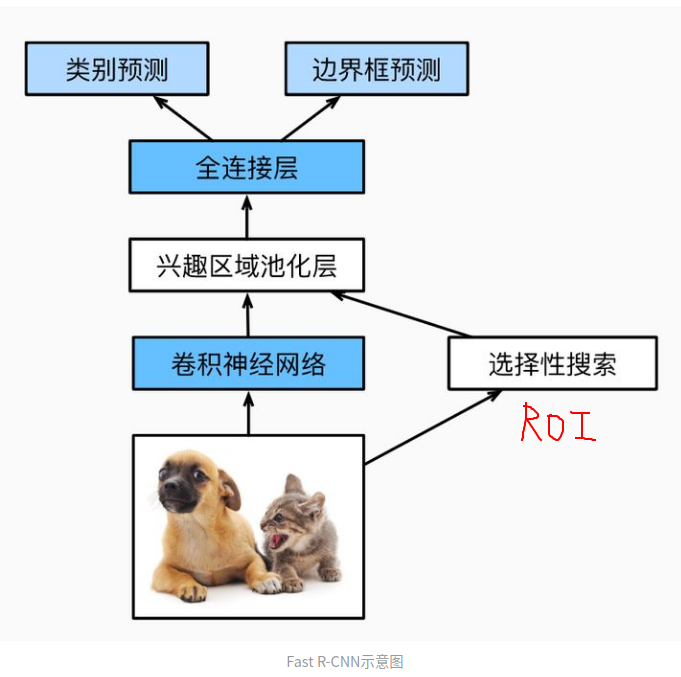 类别预测
边界框预测
全连接层
兴趣区域池化层
卷积神经网络
选择性搜索
ROI
Fast R-CNN示意图